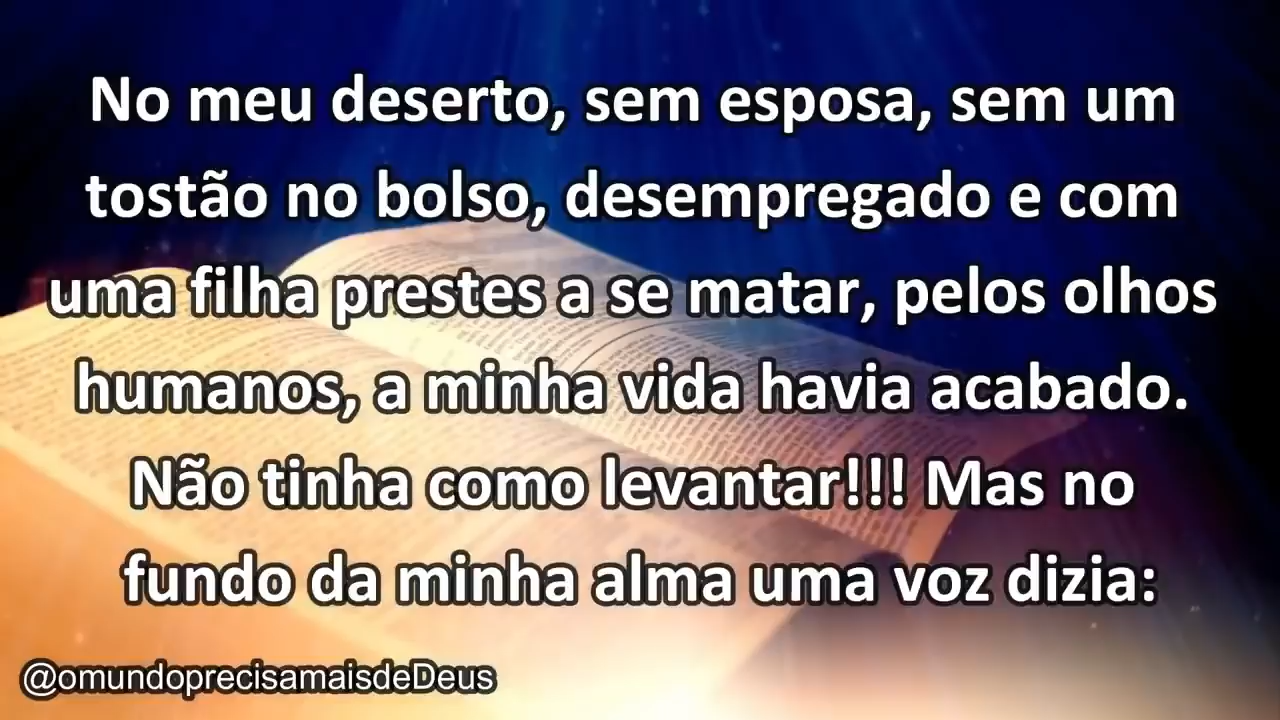 No meu deserto, sem esposa, sem um
tostão no bolso, desempregado e com
uma filha prestes a se matar, pelos olhos
humanos, a minha vida havia acabado.
Não tinha como levantar!!! Mas no
fundo da minha alma uma voz dizia:
@omundoprecisamaisdeDeus